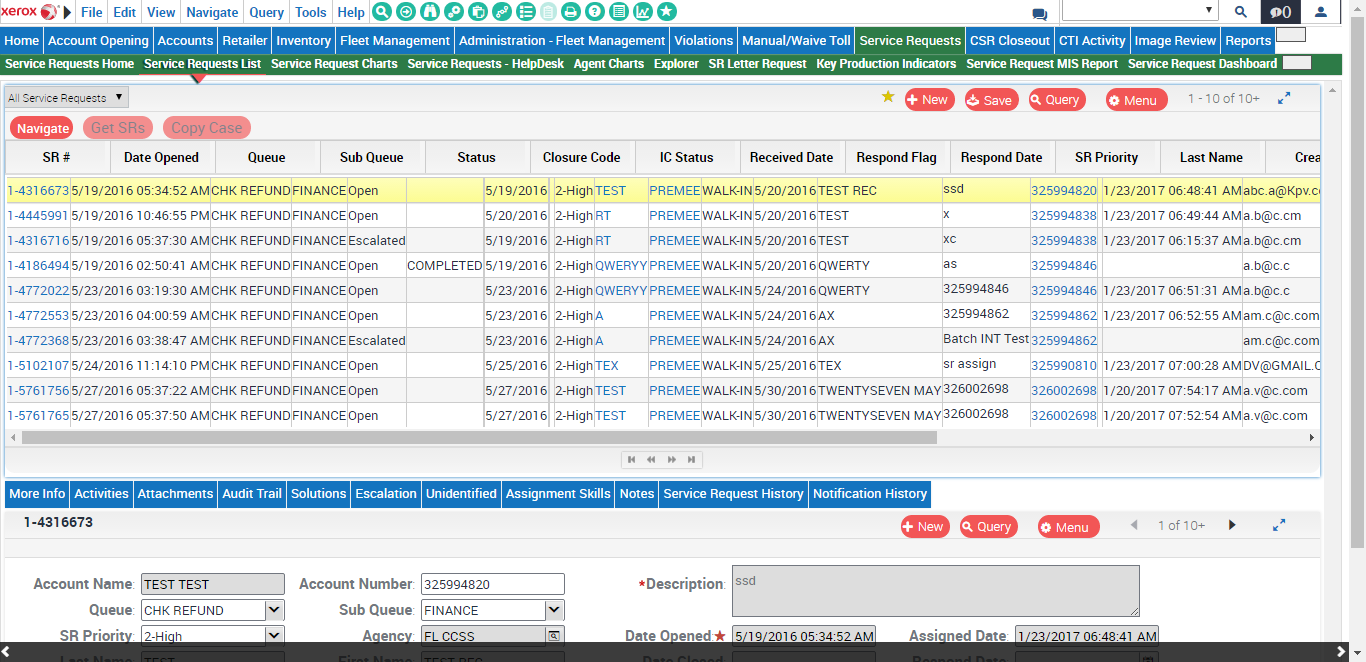 xerox File Edit View Navigate Query Tools Help 0
Home Account Opening Accounts Retailer Inventory Fleet Management Administration - Fleet Management Violations Manual/Waive Toll Service Requests CSR Closeout CTI Activity Image Review Reports
Service Requests Home Service Requests List Service Request Charts Service Requests - HelpDesk Agent Charts Explorer SR Letter Request Key Production Indicators Service Request MIS Report Service Request Dashboard
All Service Requests New Save Query Menu 1 - 10 of 10+
Navigate Get SRs Copy Case
SR # Date Opened Queue Sub Queue Status Closure Code IC Status Received Date Respond Flag Respond Date SR Priority Last Name Crea
1-4316673 5/19/2016 05:34:52 AM CHK REFUND FINANCE Open 5/19/2016 2-High TEST PREMEE WALK-IN 5/20/2016 TEST REC ssd 325994820 1/23/2017 06:48:41 AM abc.a@Kpv.co
1-4445991 5/19/2016 10:46:55 PM CHK REFUND FINANCE Open 5/20/2016 2-High RT PREMEE WALK-IN 5/20/2016 TEST x 325994838 1/23/2017 06:49:44 AM a.b@c.cm
1-4316716 5/19/2016 05:37:30 AM CHK REFUND FINANCE Escalated 5/19/2016 2-High RT PREMEE WALK-IN 5/20/2016 TEST xc 325994838 1/23/2017 06:15:37 AM a.b@c.cm
1-4186494 5/19/2016 02:50:41 AM CHK REFUND FINANCE Open COMPLETED 5/19/2016 2-High QWERYY PREMEE WALK-IN 5/20/2016 QWERTY as 325994846 a.b@c.c
1-4772022 5/23/2016 03:19:30 AM CHK REFUND FINANCE Open 5/23/2016 2-High QWERYY PREMEE WALK-IN 5/24/2016 QWERTY 325994846 325994846 1/23/2017 06:51:31 AM a.b@c.c
1-4772553 5/23/2016 04:00:59 AM CHK REFUND FINANCE Open 5/23/2016 2-High A PREMEE WALK-IN 5/24/2016 AX 325994862 325994862 1/23/2017 06:52:55 AM am.c@c.com
1-4772368 5/23/2016 03:38:47 AM CHK REFUND FINANCE Escalated 5/23/2016 2-High A PREMEE WALK-IN 5/24/2016 AX Batch INT Test 325994862 am.c@c.com
1-5102107 5/24/2016 11:14:10 PM CHK REFUND FINANCE Open 5/25/2016 2-High TEX PREMEE WALK-IN 5/25/2016 TEX sr assign 325990810 1/23/2017 07:00:28 AM DV@GMAIL.C
1-5761756 5/27/2016 05:37:22 AM CHK REFUND FINANCE Open 5/27/2016 2-High TEST PREMEE WALK-IN 5/30/2016 TWENTYSEVEN MAY 326002698 326002698 1/20/2017 07:54:17 AM a.v@c.com
1-5761765 5/27/2016 05:37:50 AM CHK REFUND FINANCE Open 5/27/2016 2-High TEST PREMEE WALK-IN 5/30/2016 TWENTYSEVEN MAY 326002698 326002698 1/20/2017 07:52:54 AM a.v@c.com
More Info Activities Attachments Audit Trail Solutions Escalation Unidentified Assignment Skills Notes Service Request History Notification History
1-4316673 New Query Menu 1 of 10+
Account Name: TEST TEST Account Number: 325994820 *Description: ssd
Queue: CHK REFUND Sub Queue: FINANCE
SR Priority: 2-High Agency: FL CCSS Date Opened★ 5/19/2016 05:34:52 AM Assigned Date: 1/23/2017 06:48:41 AM
Last Name: TEST First Name: TEST REC Date Closed Respond Date